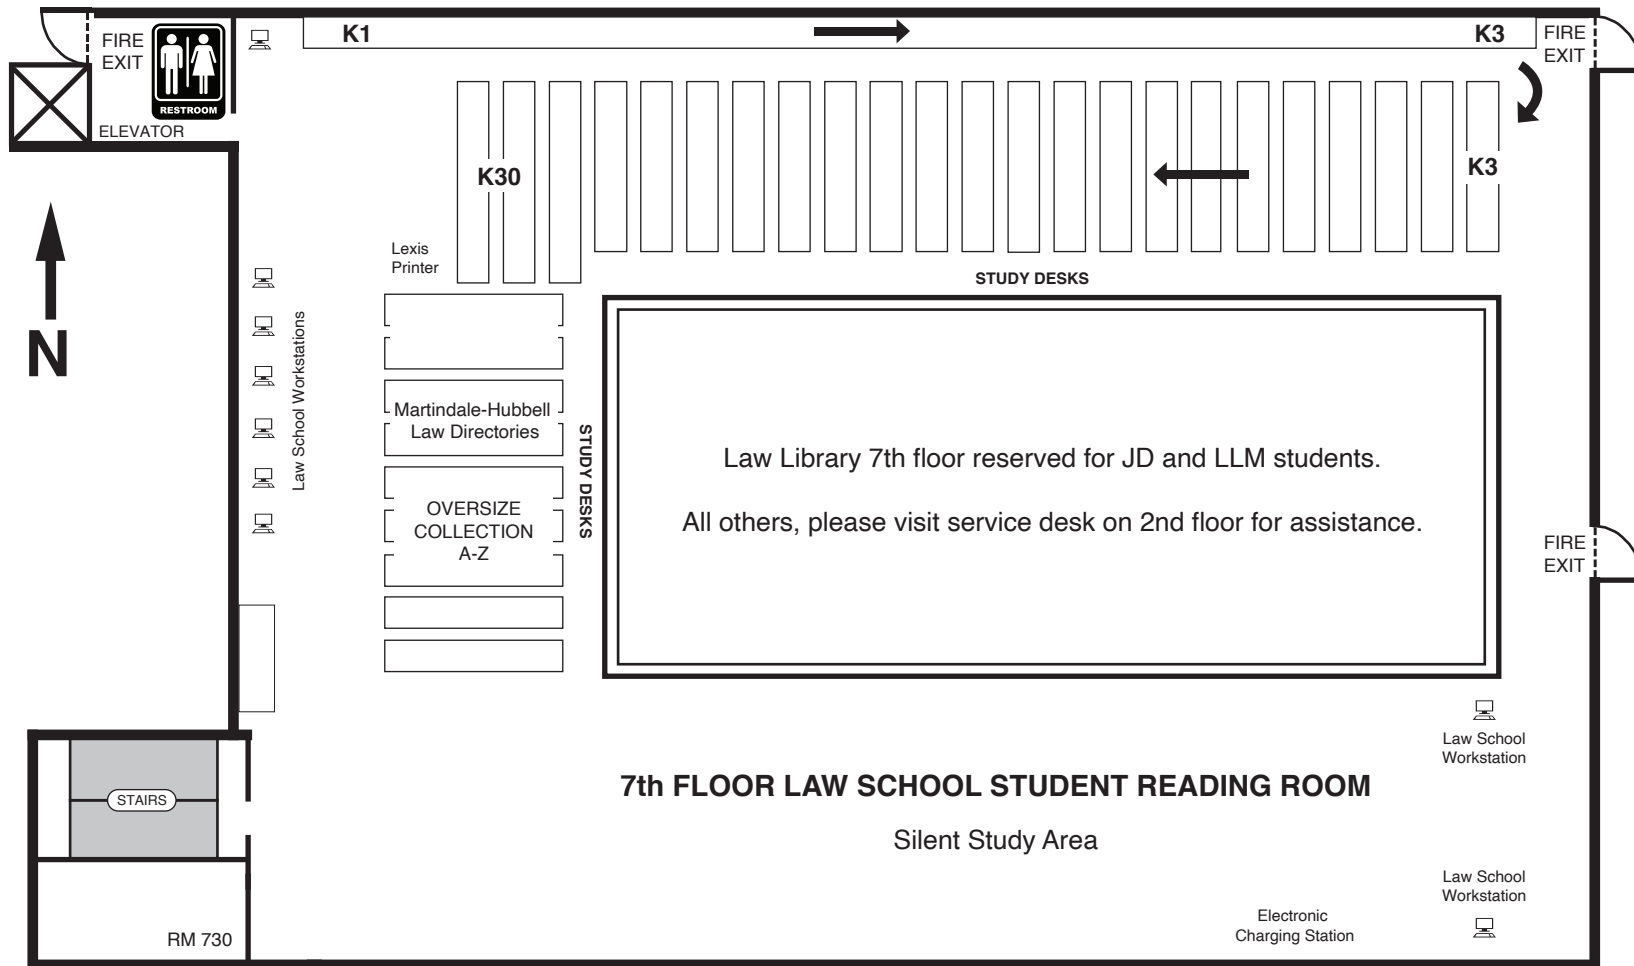 FIRE
EXIT
RESTROOM
ELEVATOR
K1
K3
FIRE
EXIT
K30
K3
N
Lexis
Printer
STUDY DESKS
Law School Workstations
Martindale-Hubbell
Law Directories
STUDY DESKS
OVERSIZE
COLLECTION
A-Z
Law Library 7th floor reserved for JD and LLM students.
All others, please visit service desk on 2nd floor for assistance.
FIRE
EXIT
Law School
Workstation
STAIRS
7th FLOOR LAW SCHOOL STUDENT READING ROOM
Silent Study Area
Law School
Workstation
Electronic
Charging Station
RM 730